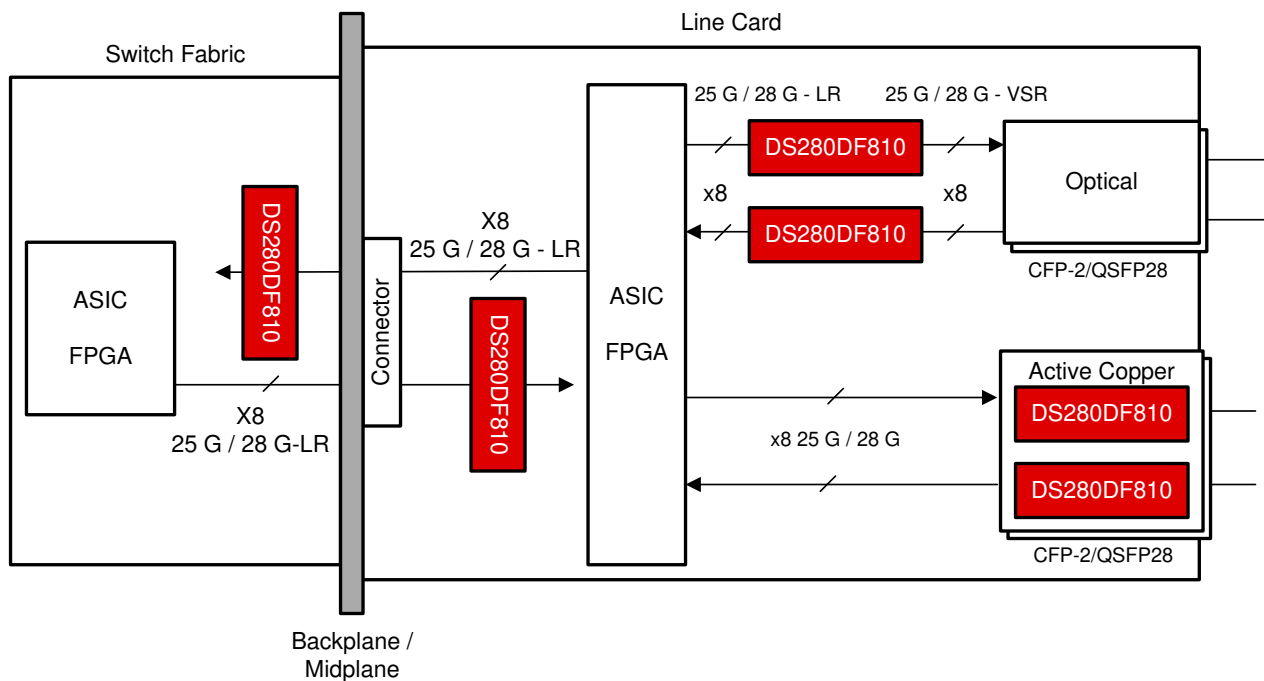 Line Card
Switch Fabric
25 G / 28 G - LR
25 G / 28 G - VSR
DS280DF810
Optical
x8
x8
DS280DF810
CFP-2/QSFP28
DS280DF810
X8
25 G / 28 G - LR
ASIC
FPGA
Connector
DS280DF810
ASIC
FPGA
X8
25 G / 28 G-LR
Active Copper
DS280DF810
x8 25 G / 28 G
DS280DF810
CFP-2/QSFP28
Backplane /
Midplane